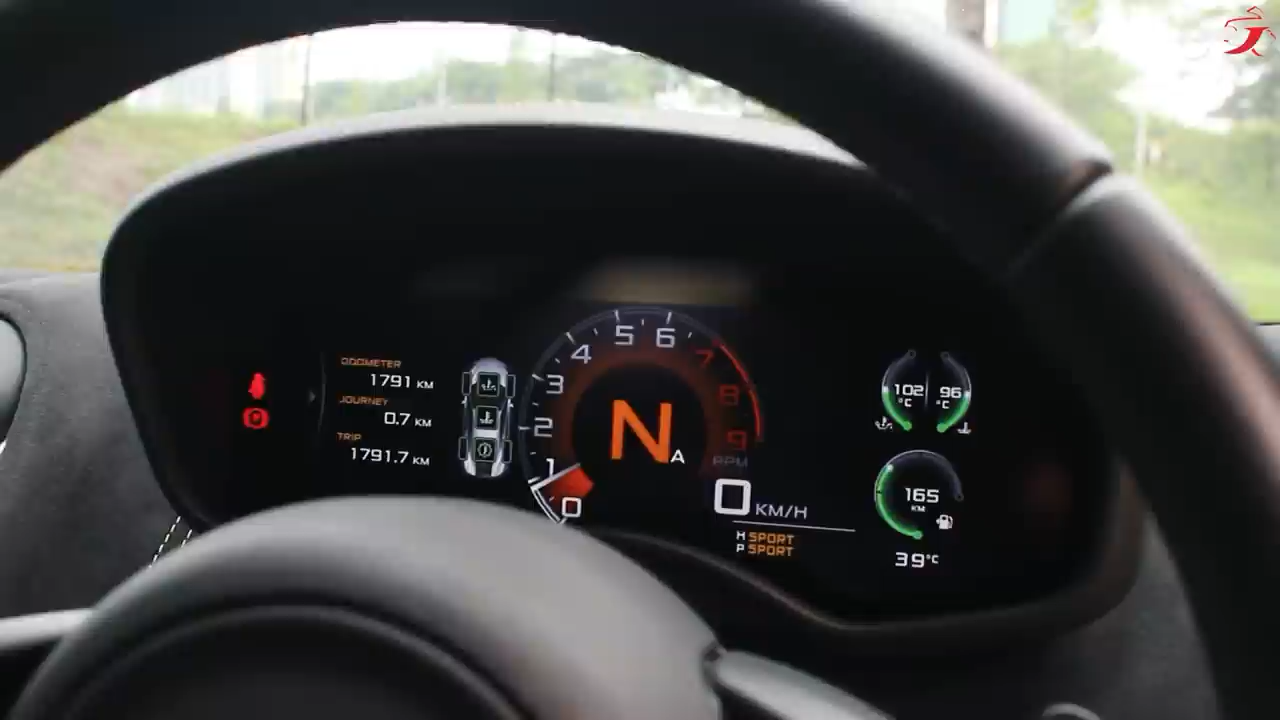 ODOMETER
1791 KM
JOURNEY
0.7 KM
TRIP
1791.7 KM
0
1
2
3
4
5
6
7
8
9
RPM
N A
0 KM/H
H SPORT
P SPORT
102 °C
96 °C
165
KM
39°C